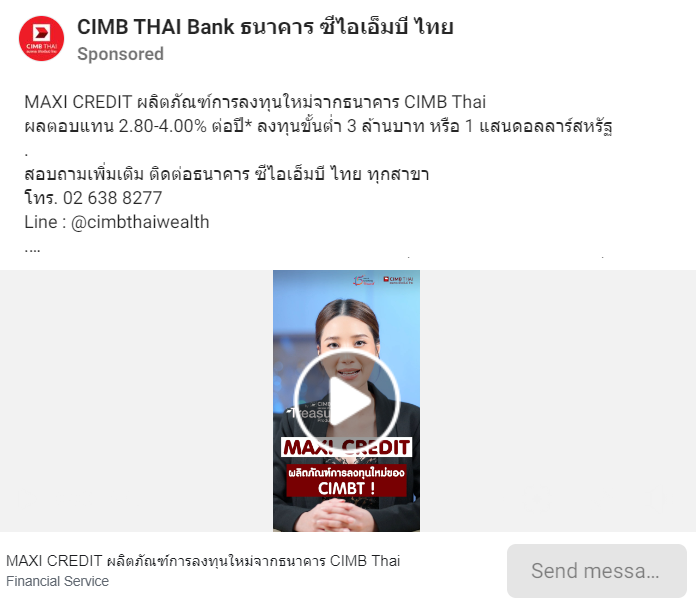 CIMB THAI Bank ธนาคาร ซีไอเอ็มบี ไทย
Sponsored
MAXI CREDIT ผลิตภัณฑ์การลงทุนใหม่จากธนาคาร CIMB Thai
ผลตอบแทน 2.80-4.00% ต่อปี* ลงทุนขั้นต่ำ 3 ล้านบาท หรือ 1 แสนดอลลาร์สหรัฐ
.
สอบถามเพิ่มเติม ติดต่อธนาคาร ซีไอเอ็มบี ไทย ทุกสาขา
โทร. 02 638 8277
Line : @cimbthaiwealth
....
CIMB THAI
CIMB THAI
CIMB
Treasu
MAXI CREDIT
ผลิตภัณฑ์การลงทุนใหม่ของ
CIMBT !
MAXI CREDIT ผลิตภัณฑ์การลงทุนใหม่จากธนาคาร CIMB Thai
Financial Service
Send messa...